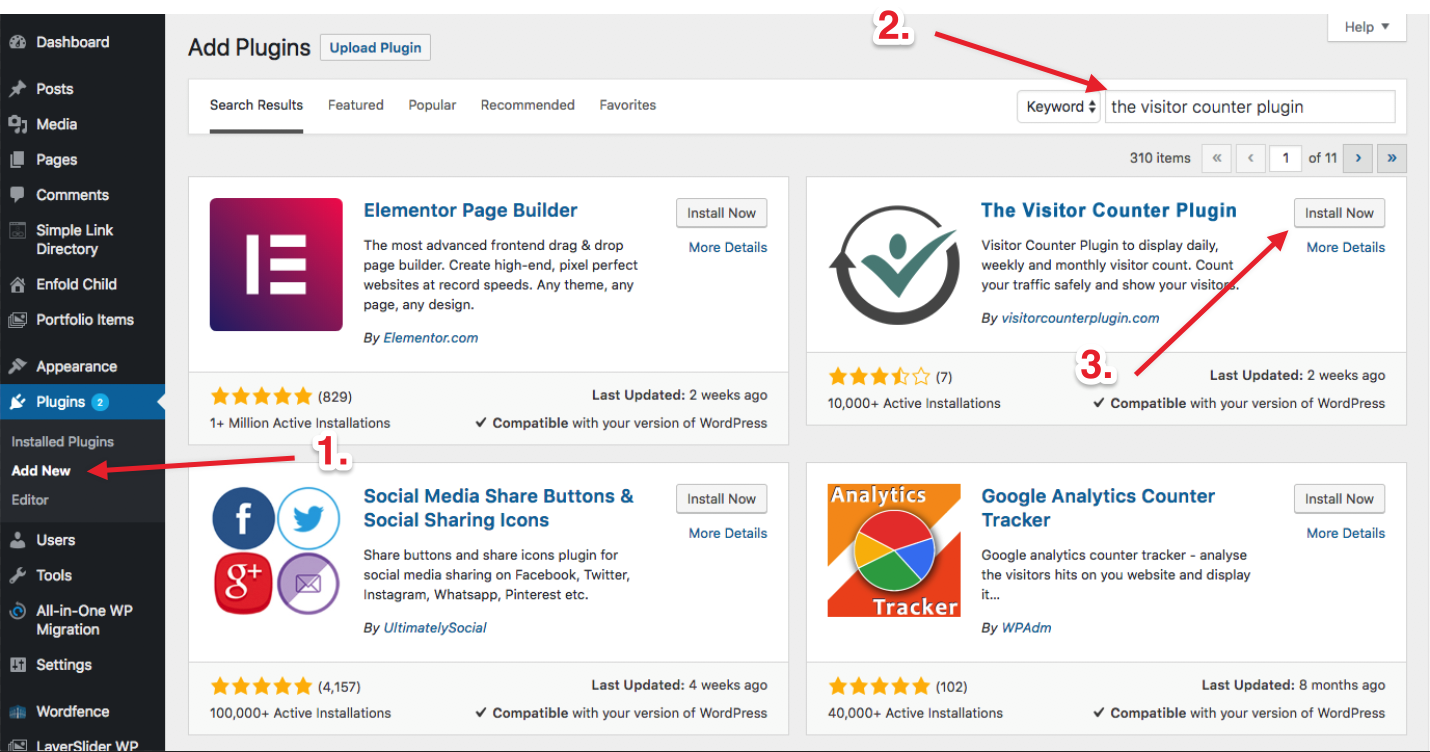 Dashboard
Posts
Media
Pages
Comments
Simple Link
Directory
Enfold Child
Portfolio Items
Appearance
Plugins 2
Installed Plugins
Add New
Editor
Users
Tools
All-in-One WP
Migration
Settings
Wordfence
LayerSlider WP
1.
2.
3.
Help
Add Plugins Upload Plugin
Search Results Featured Popular Recommended Favorites
Keyword the visitor counter plugin
310 items « ‹ 1 of 11 › »
Elementor Page Builder
Install Now
More Details
The most advanced frontend drag & drop
page builder. Create high-end, pixel perfect
websites at record speeds. Any theme, any
page, any design.
By Elementor.com
(829)
Last Updated: 2 weeks ago
1+ Million Active Installations
✓ Compatible with your version of WordPress
The Visitor Counter Plugin
Install Now
More Details
Visitor Counter Plugin to display daily,
weekly and monthly visitor count. Count
your traffic safely and show your visitors.
By visitorcounterplugin.com
(7)
Last Updated: 2 weeks ago
10,000+ Active Installations
✓ Compatible with your version of WordPress
f
g+
Social Media Share Buttons &
Social Sharing Icons
Install Now
More Details
Share buttons and share icons plugin for
social media sharing on Facebook, Twitter,
Instagram, Whatsapp, Pinterest etc.
By UltimatelySocial
(4,157)
Last Updated: 4 weeks ago
100,000+ Active Installations
✓ Compatible with your version of WordPress
Analytics
Tracker
Google Analytics Counter
Tracker
Install Now
More Details
Google analytics counter tracker - analyse
the visitors hits on you website and display
it...
By WPAdm
(102)
Last Updated: 8 months ago
40,000+ Active Installations
✓ Compatible with your version of WordPress